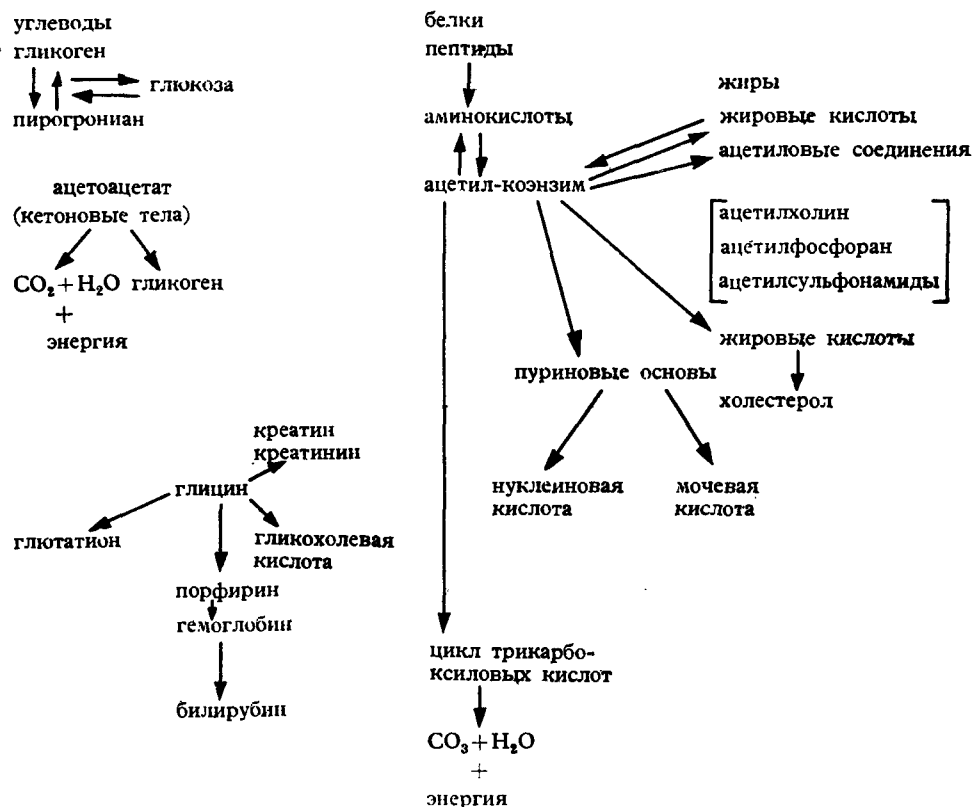 углеводы
гликоген
глюкоза
пирогрониан
ацетоацетат
(кетоновые тела)
CO₂ + H₂O гликоген
+
энергия
креатин
креатинин
глицин
глютатион
гликохолевая
кислота
порфирин
гемоглобин
билирубин
белки
пептиды
аминокислоты
ацетил-коэнзим
жиры
жировые кислоты
ацетиловые соединения
ацетилхолин
ацетилфосфоран
ацетилсульфонамиды
жировые кислоты
холестерол
пуриновые основы
нуклеиновая
кислота
мочевая
кислота
цикл трикарбо-
ксиловых кислот
CO₃ + H₂O
+
энергия